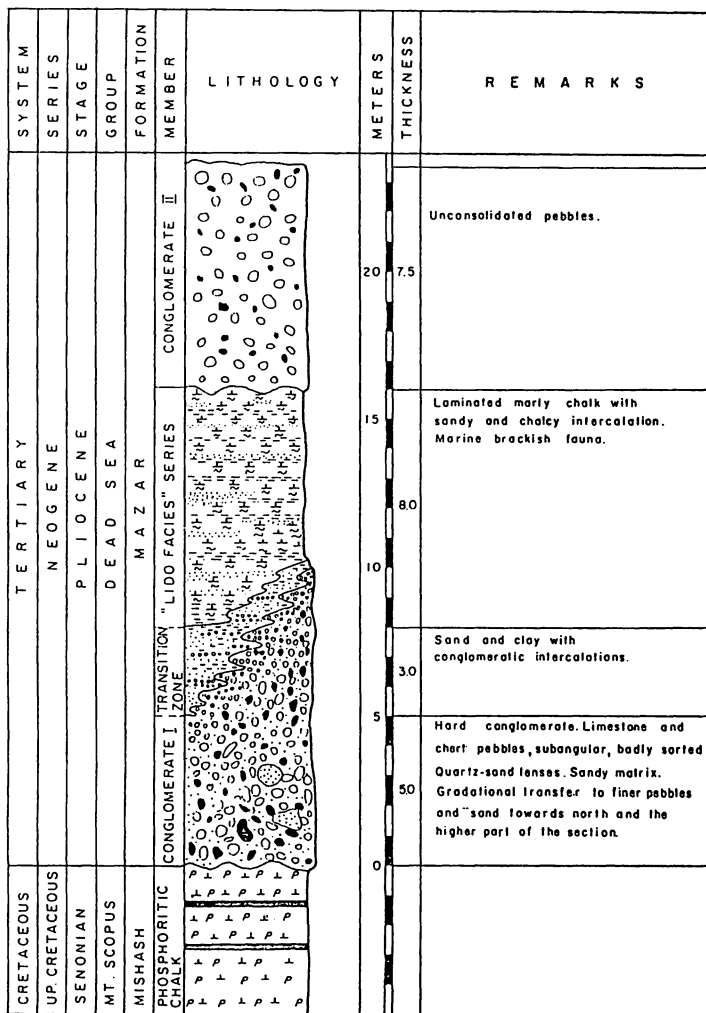 SYSTEM
SERIES
STAGE
GROUP
FORMATION
MEMBER
LITHOLOGY
METERS
THICKNESS
REMARKS
TERTIARY
NEOGENE
PLIOCENE
DEAD SEA
MAZAR
CONGLOMERATE II
20
7.5
Unconsolidated pebbles.
"LIDO FACIES" SERIES
15
10
8.0
Laminated marly chalk with
sandy and chalcy intercalation.
Marine brackish fauna.
TRANSITION
ZONE
3.0
Sand and clay with
conglomeratic intercalations.
CONGLOMERATE I
5
0
5.0
Hard conglomerate. Limestone and
chert pebbles, subangular, badly sorted
Quartz-sand lenses. Sandy matrix.
Gradational transfer to finer pebbles
and sand towards north and the
higher part of the section.
CRETACEOUS
UP. CRETACEOUS
SENONIAN
MT. SCOPUS
MISHASH
PHOSPHORITIC
CHALK